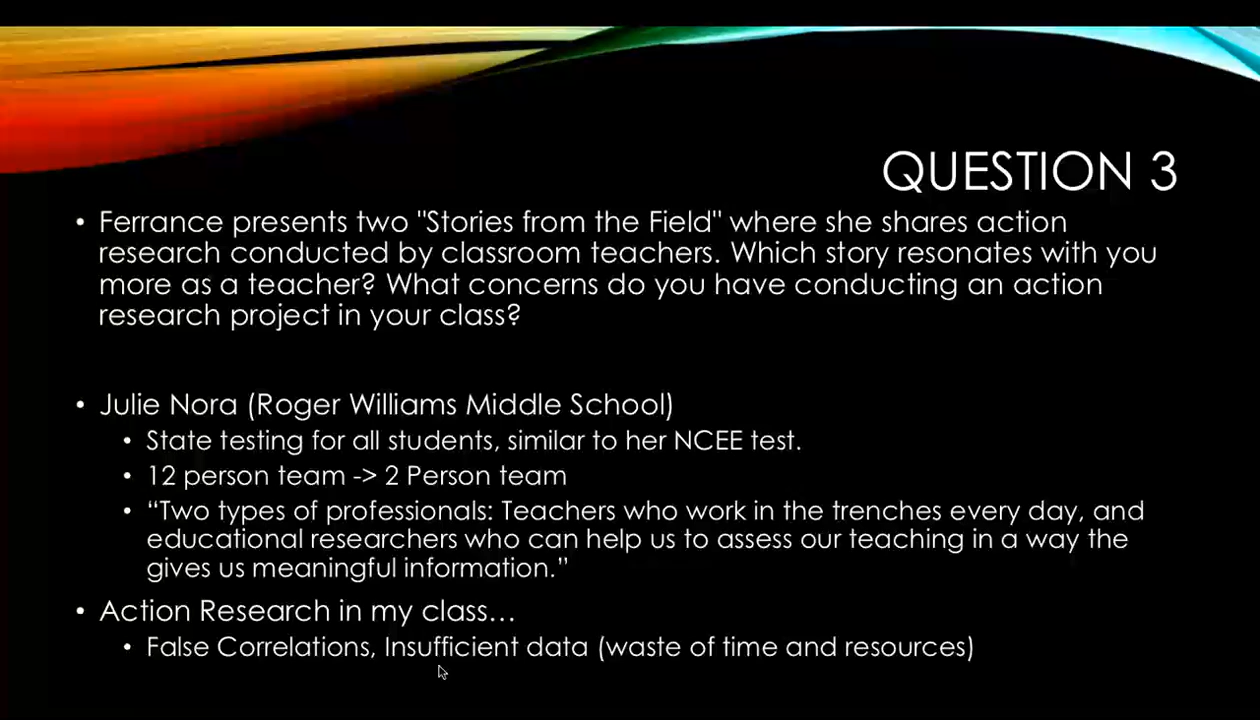 QUESTION 3
• Ferrance presents two "Stories from the Field" where she shares action
research conducted by classroom teachers. Which story resonates with you
more as a teacher? What concerns do you have conducting an action
research project in your class?
• Julie Nora (Roger Williams Middle School)
• State testing for all students, similar to her NCEE test.
• 12 person team -> 2 Person team
• “Two types of professionals: Teachers who work in the trenches every day, and
educational researchers who can help us to assess our teaching in a way the
gives us meaningful information.”
• Action Research in my class…
• False Correlations, Insufficient data (waste of time and resources)